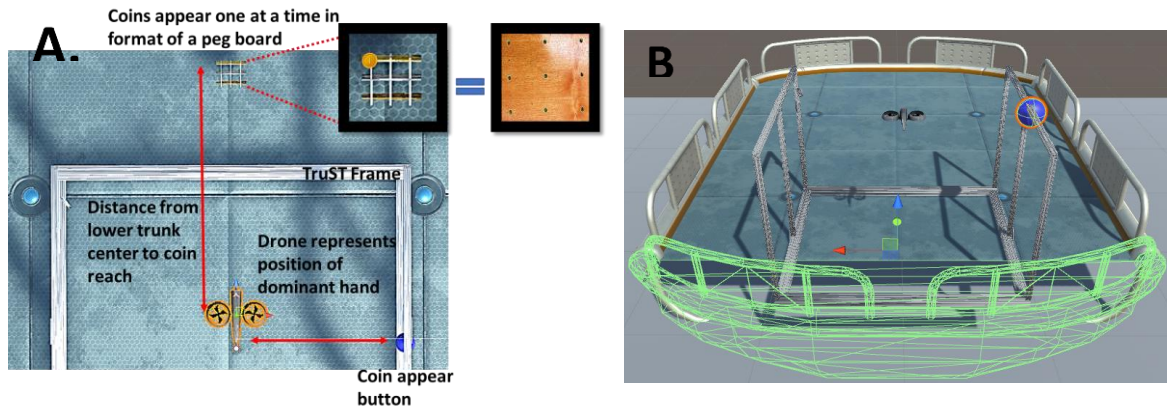 Coins appear one at a time in
format of a peg board
A.
B
TruST Frame
Distance from
lower trunk
center to coin
reach
Drone represents
position of
dominant hand
Coin appear
button